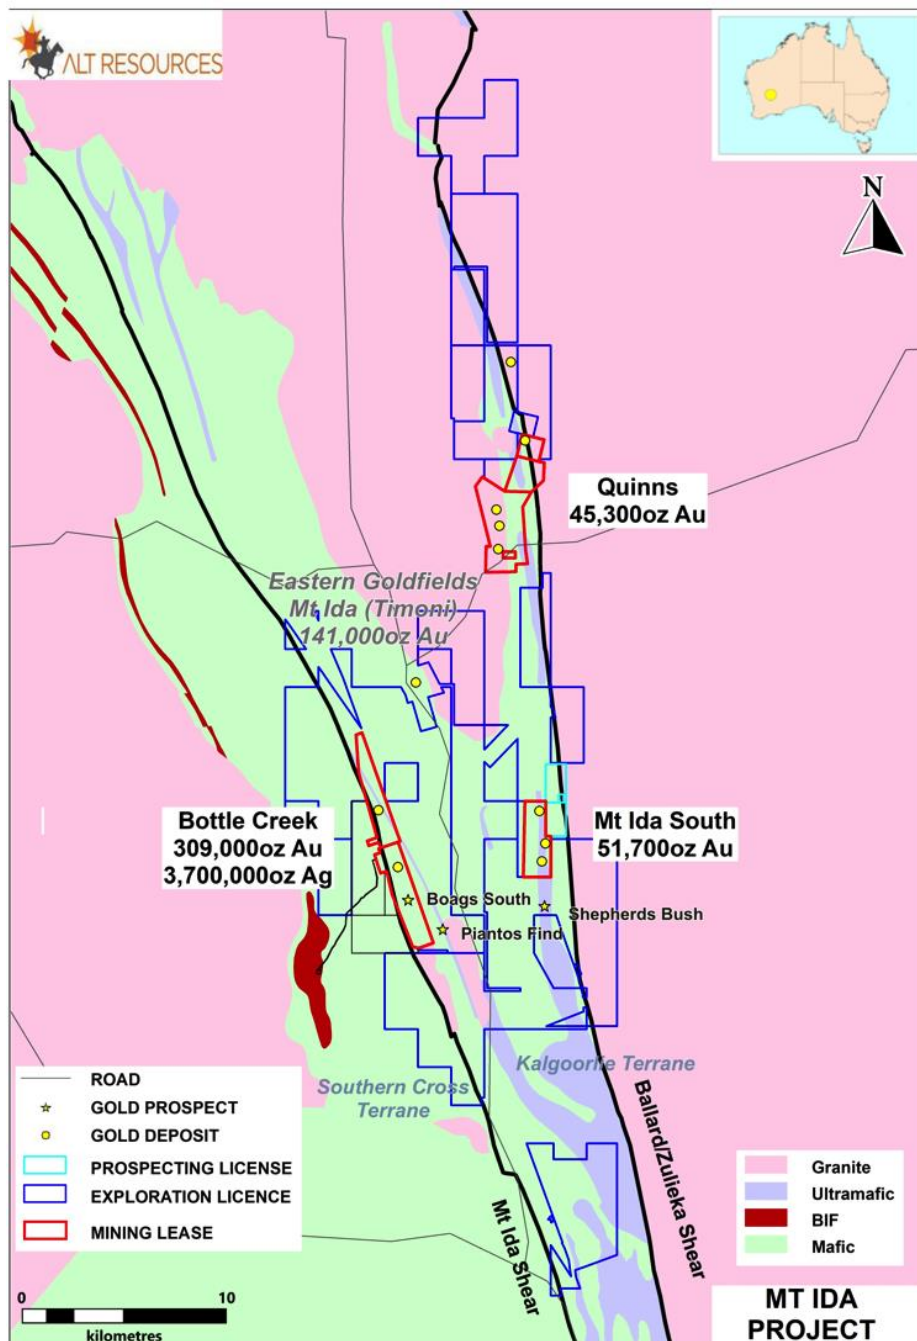 ALT RESOURCES
N
Quinns
45,300oz Au
Eastern Goldfields
Mt Ida (Timoni)
141,000oz Au
Bottle Creek
309,000oz Au
3,700,000oz Ag
Mt Ida South
51,700oz Au
Boags South
Shepherds Bush
Piantos Find
Kalgoorlie Terrane
Southern Cross
Terrane
Ballard/Zulieka Shear
Mt Ida Shear
ROAD
GOLD PROSPECT
GOLD DEPOSIT
PROSPECTING LICENSE
EXPLORATION LICENCE
MINING LEASE
Granite
Ultramafic
BIF
Mafic
0 10
kilometres
MT IDA
PROJECT